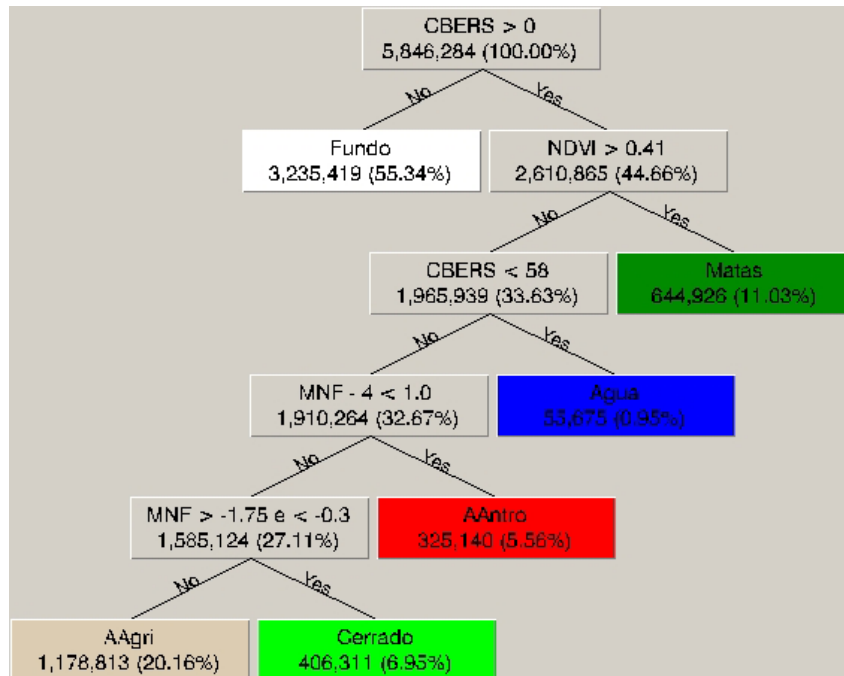 CBERS > 0
5,846,284 (100.00%)
No
Yes
Fundo
3,235,419 (55.34%)
NDVI > 0.41
2,610,865 (44.66%)
No
Yes
CBERS < 58
1,965,939 (33.63%)
Matas
644,926 (11.03%)
No
Yes
MNF - 4 < 1.0
1,910,264 (32.67%)
Agua
55,675 (0.95%)
No
Yes
MNF > -1.75 e < -0.3
1,585,124 (27.11%)
AAntro
325,140 (5.56%)
No
Yes
AAgri
1,178,813 (20.16%)
Cerrado
406,311 (6.95%)